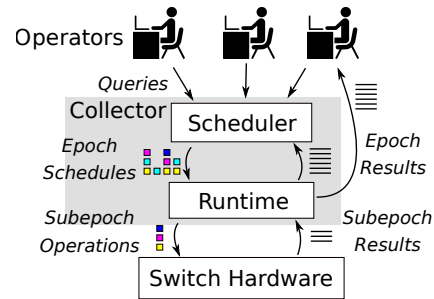 Operators
Queries
Collector
Scheduler
Epoch
Schedules
Epoch
Results
Runtime
Subepoch
Operations
Subepoch
Results
Switch Hardware